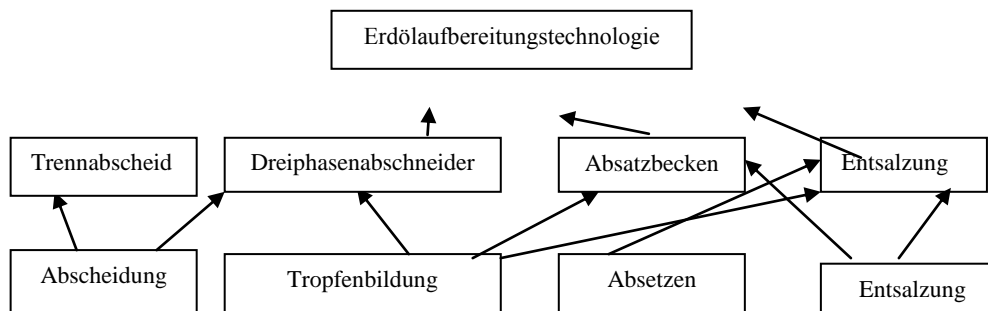 Erdölaufbereitungstechnologie
Trennabscheid
Dreiphasenabschneider
Absatzbecken
Entsalzung
Abscheidung
Tropfenbildung
Absetzen
Entsalzung